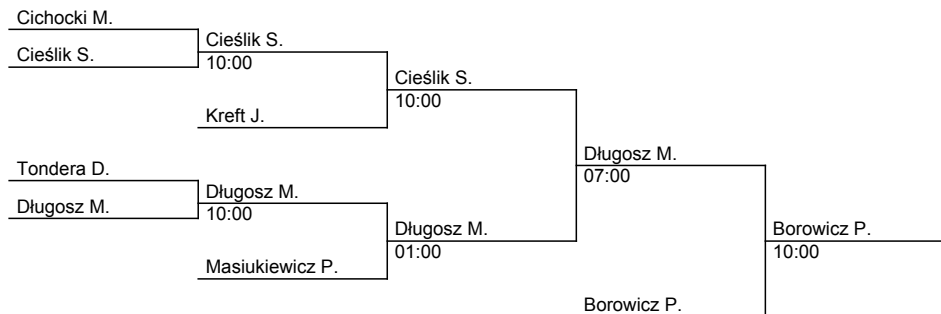 Cichocki M.
Cieślik S.
Cieślik S.
10:00
Kreft J.
Cieślik S.
10:00
Tondera D.
Długosz M.
Długosz M.
10:00
Masiukiewicz P.
Długosz M.
01:00
Długosz M.
07:00
Borowicz P.
Borowicz P.
10:00